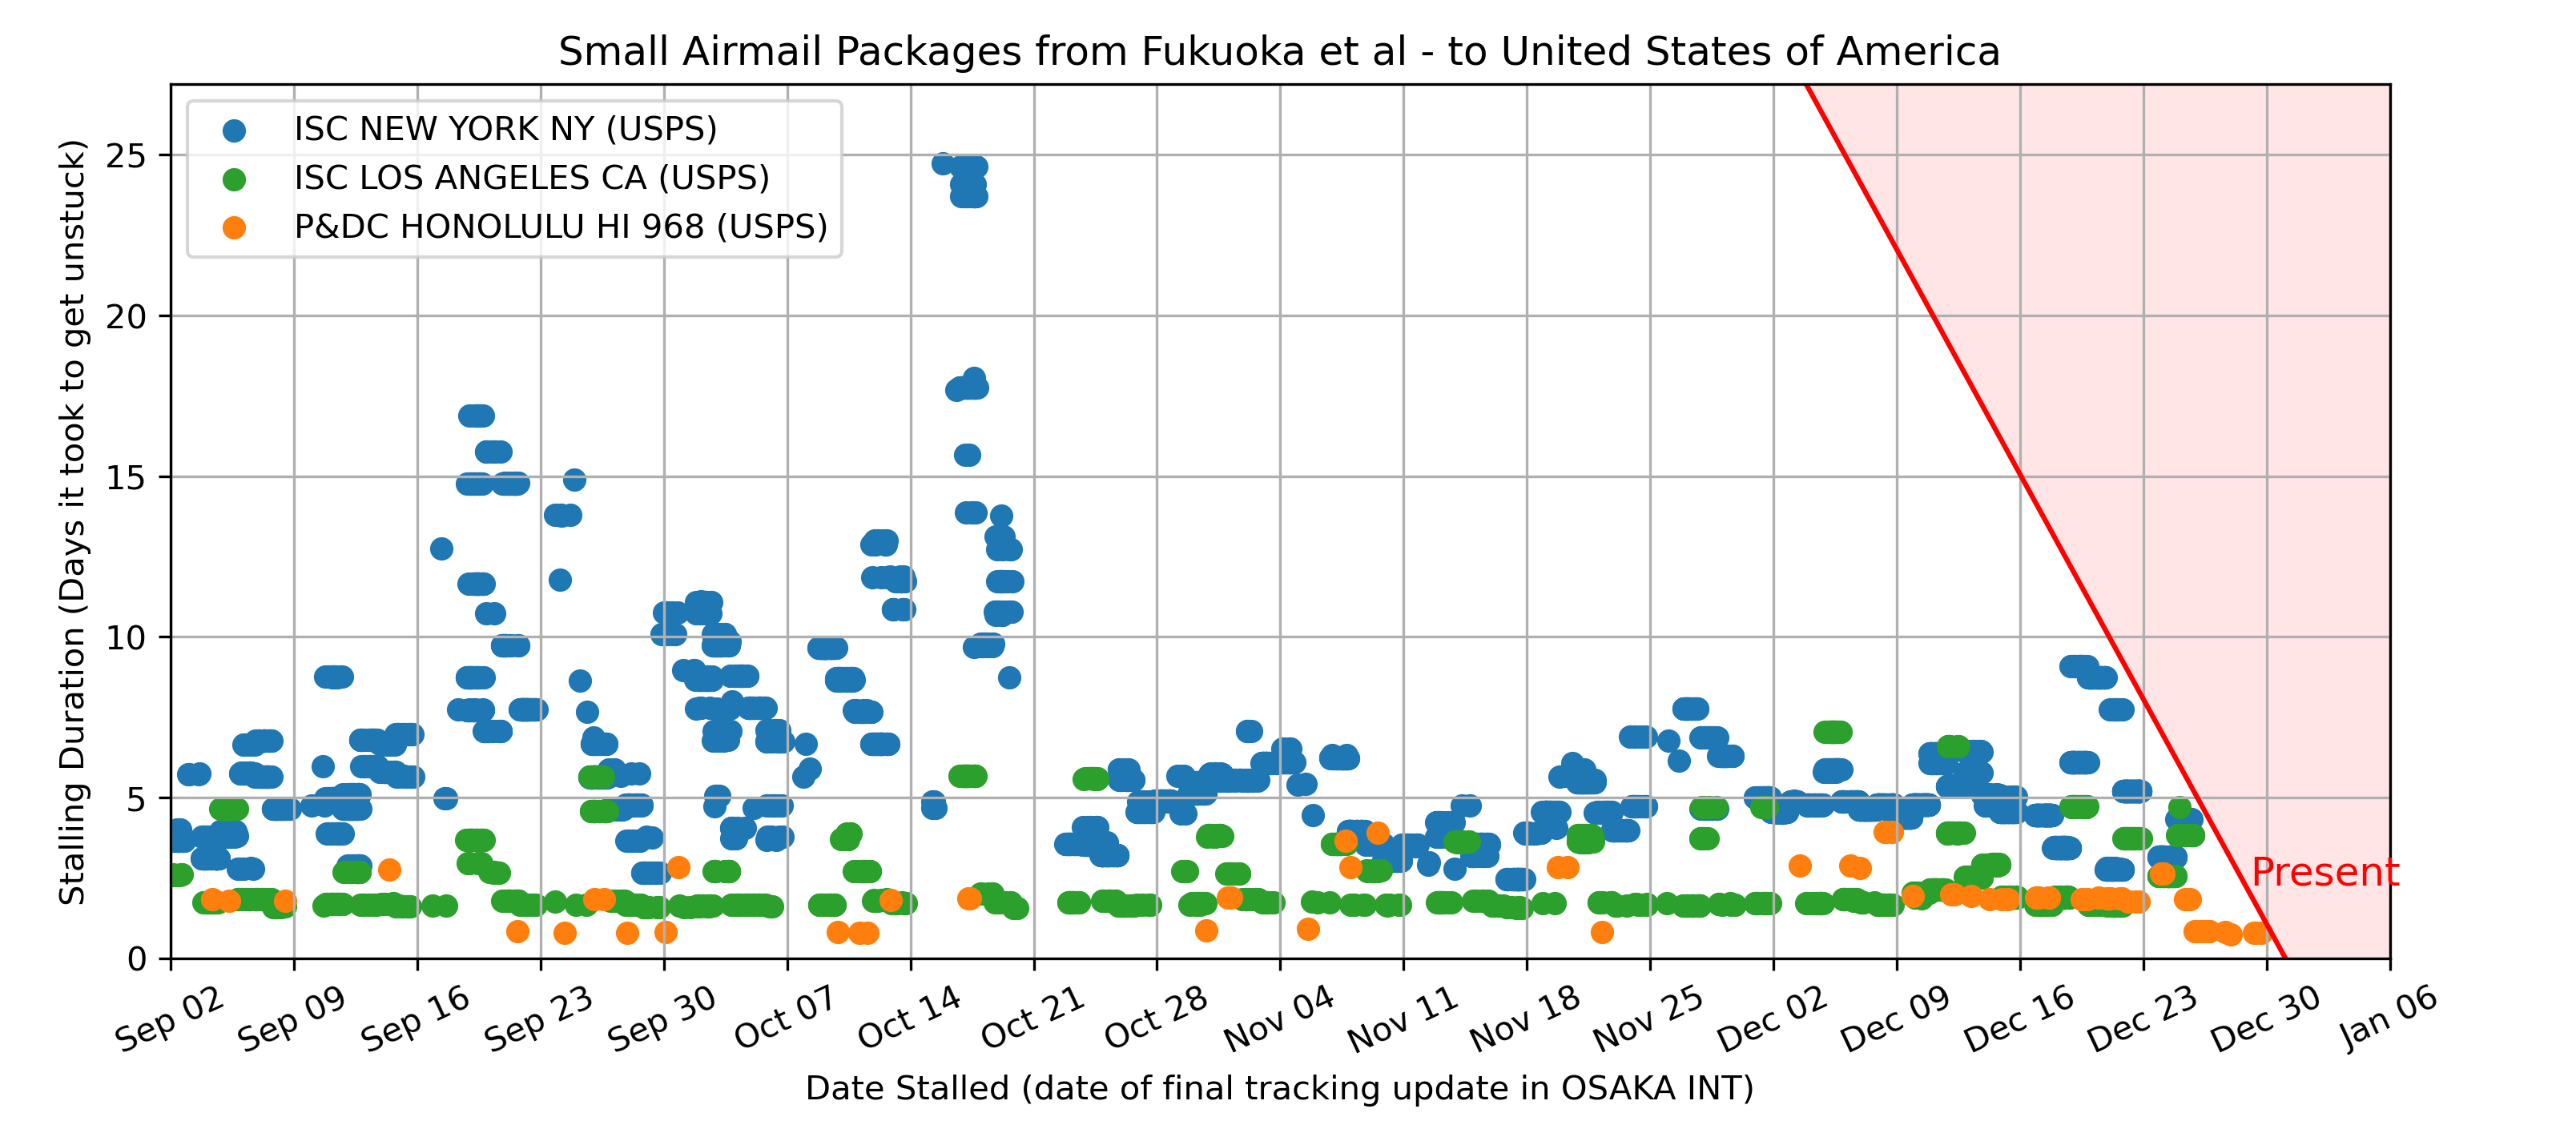 Small Airmail Packages from Fukuoka et al - to United States of America
ISC NEW YORK NY (USPS)
ISC LOS ANGELES CA (USPS)
P&DC HONOLULU HI 968 (USPS)
Stalling Duration (Days it took to get unstuck)
25
20
15
10
5
0
Present
Sep 02
Sep 09
Sep 16
Sep 23
Sep 30
Oct 07
Oct 14
Oct 21
Oct 28
Nov 04
Nov 11
Nov 18
Nov 25
Dec 02
Dec 09
Dec 16
Dec 23
Dec 30
Jan 06
Date Stalled (date of final tracking update in OSAKA INT)